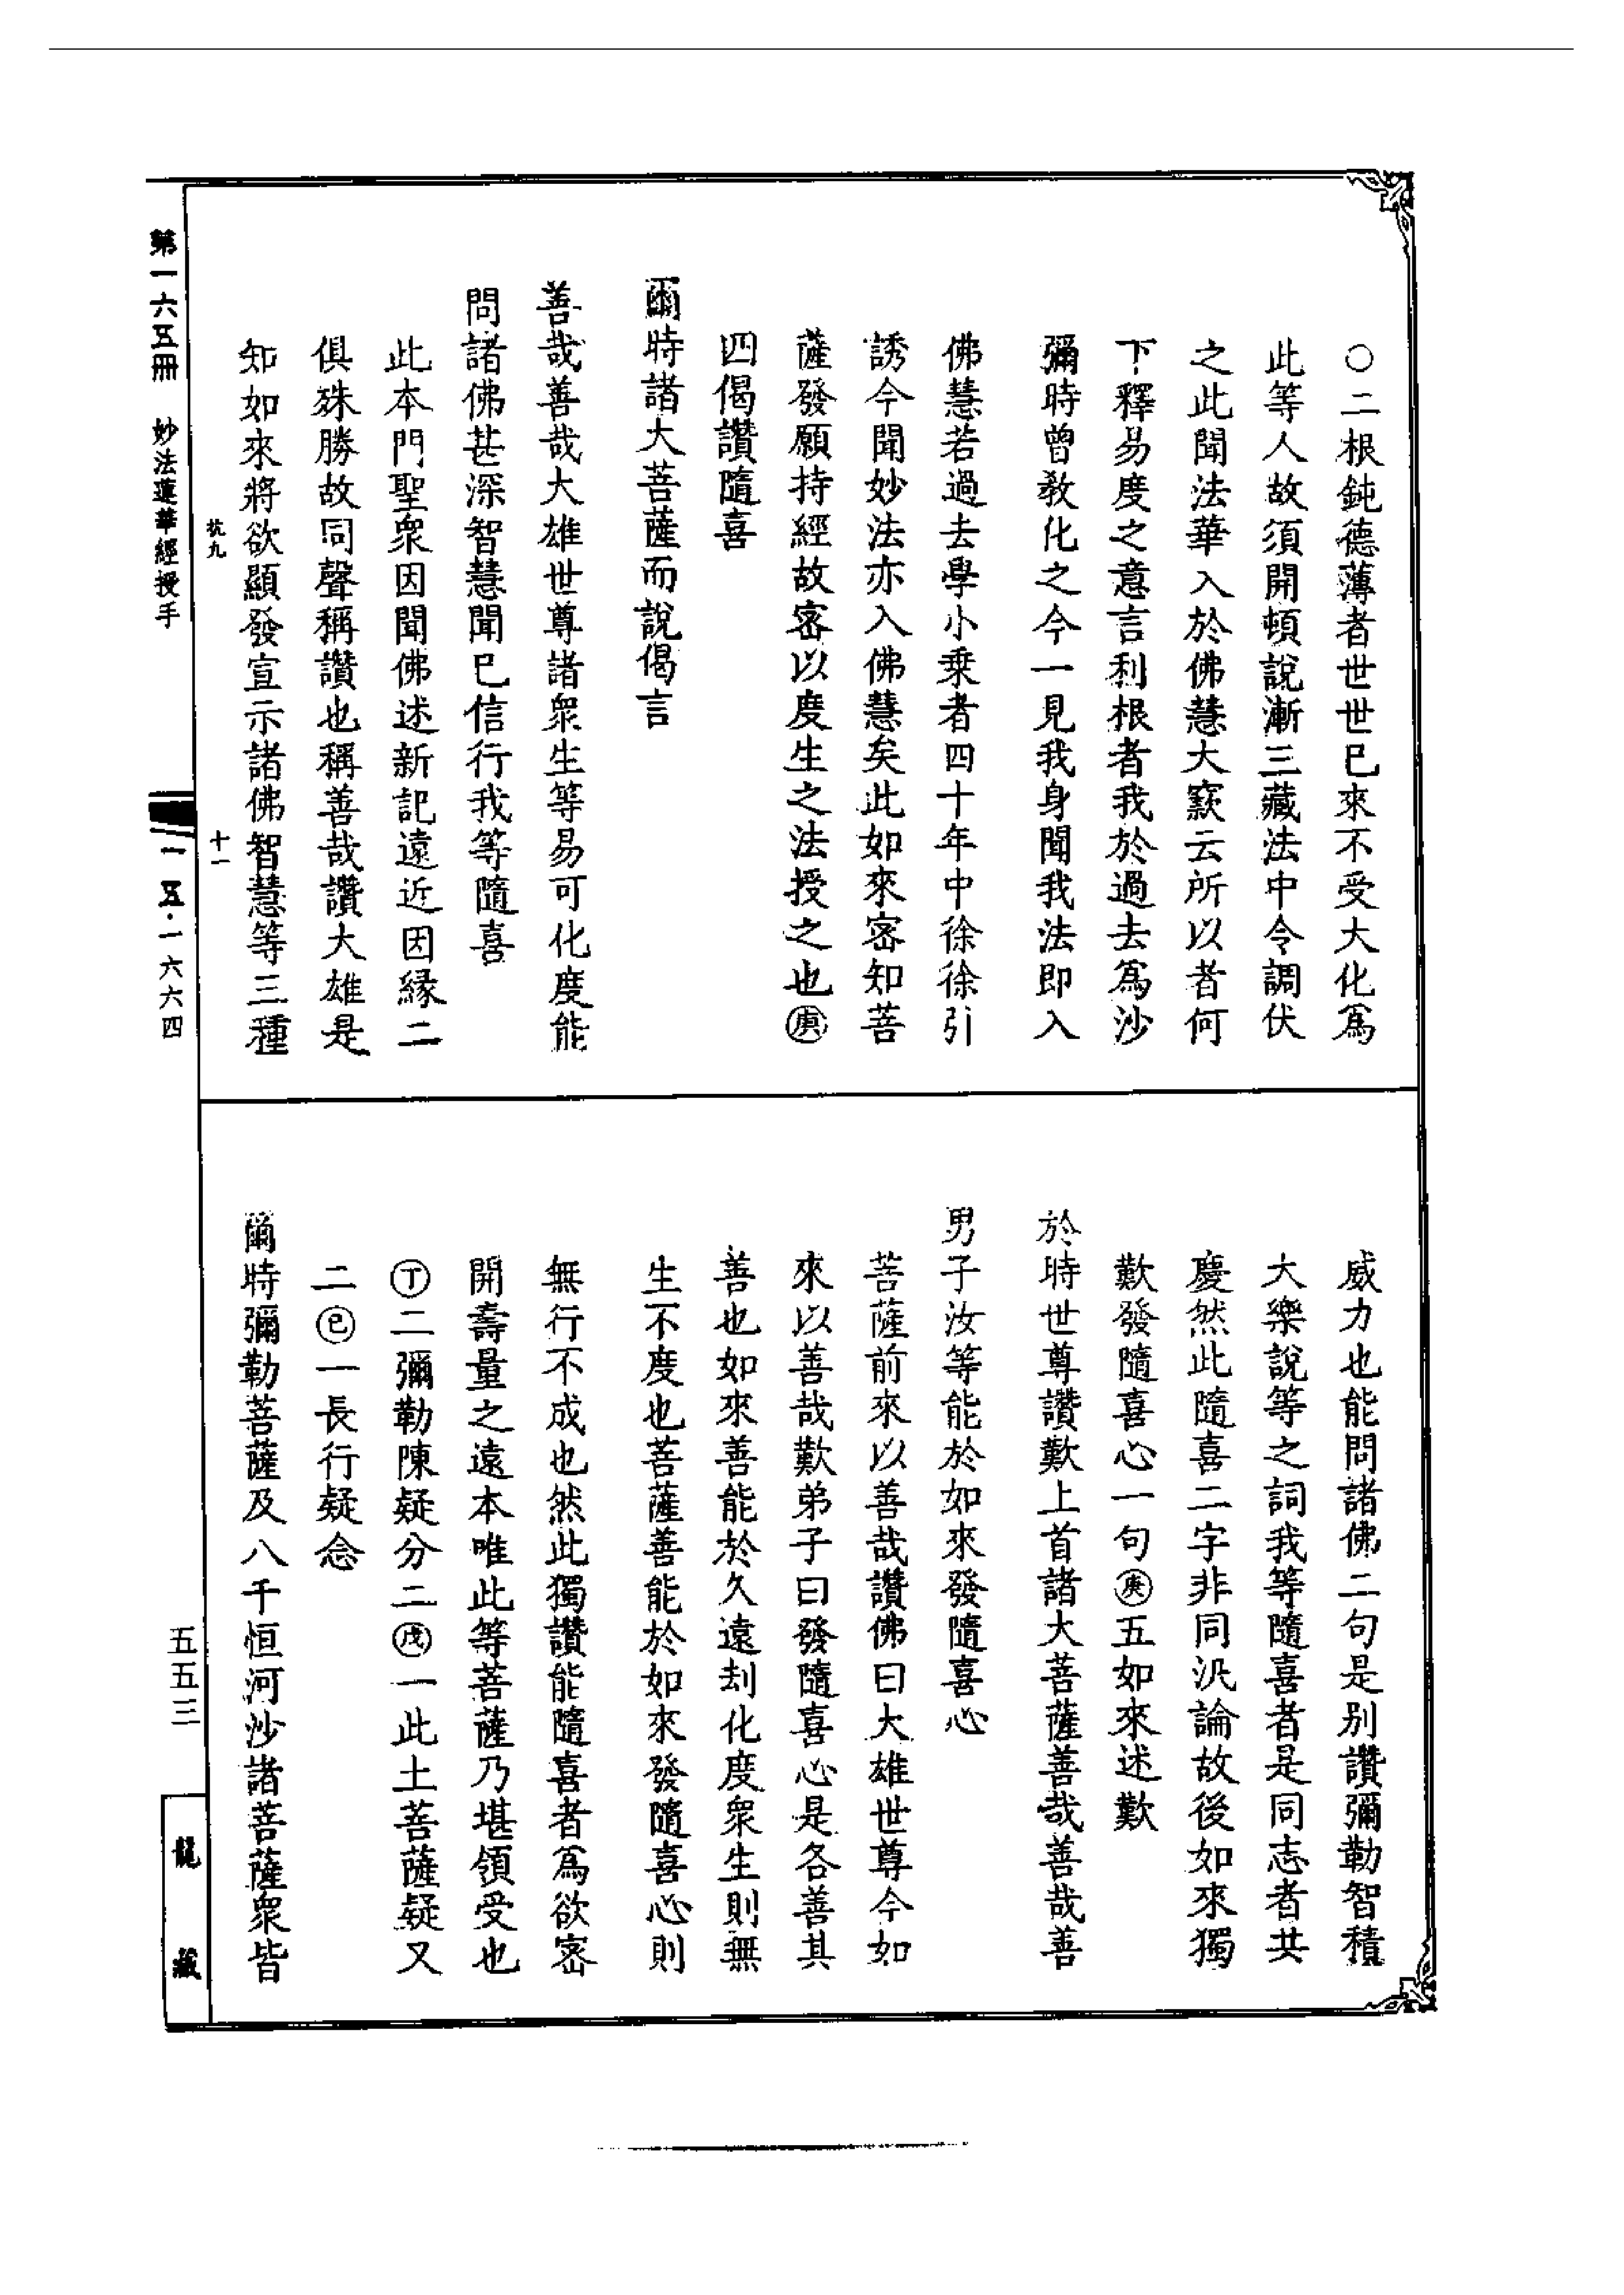 ○二根鈍德薄者世世已來不受大化爲
此等人故須開頓說漸三藏法中令調伏
之此聞法華入於佛慧大窾云所以者何
下釋易度之意言利根者我於過去爲沙
彌時曾教化之今一見我身聞我法即入
佛慧若過去學小乘者四十年中徐徐引
誘今聞妙法亦入佛慧矣此如來密知菩
薩發願持經故密以度生之法授之也㊞庚
四偈讚隨喜
爾時諸大菩薩而說偈言
善哉善哉大雄世尊諸衆生等易可化度能
問諸佛甚深智慧聞已信行我等隨喜
此本門聖衆因聞佛述新記遠近因緣二
俱殊勝故同聲稱讚也稱善哉讚大雄是
知如來將欲顯發宣示諸佛智慧等三種
威力也能問諸佛二句是別讚彌勒智積
大樂說等之詞我等隨喜者是同志者共
慶然此隨喜二字非同汎論故後如來獨
歎發隨喜心一句庚五如來述歎
於時世尊讚歎上首諸大菩薩善哉善哉善
男子汝等能於如來發隨喜心
菩薩前來以善哉讚佛曰大雄世尊今如
來以善哉歎弟子曰發隨喜心是各善其
善也如來善能於久遠刦化度衆生則無
生不度也菩薩善能於如來發隨喜心則
無行不成也然此獨讚能隨喜者爲欲密
開壽量之遠本唯此等菩薩乃堪領受也
丁二彌勒陳疑分二戊一此土菩薩疑又
二己一長行疑念
爾時彌勒菩薩及八千恒河沙諸菩薩衆皆
第一六五冊 妙法蓮華經授手
抗九
十一
一五·一六六四
五五三
龍藏